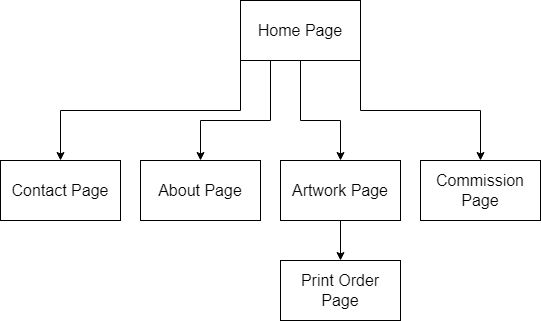 Home Page
Contact Page
About Page
Artwork Page
Commission
Page
Print Order
Page